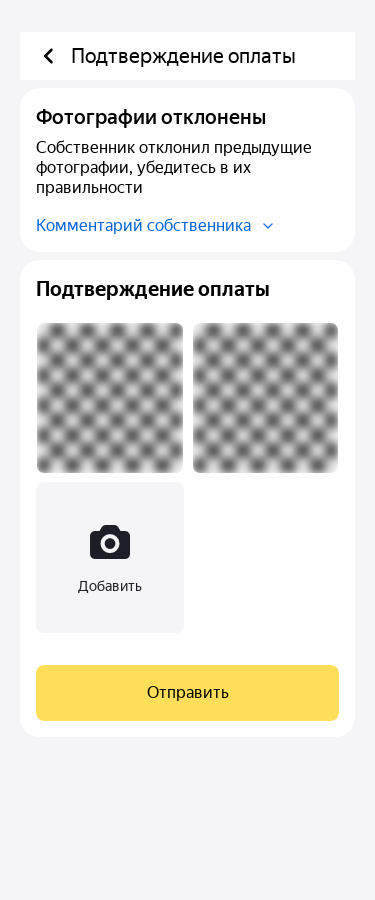 Подтверждение оплаты
Фотографии отклонены
Собственник отклонил предыдущие
фотографии, убедитесь в их
правильности
Комментарий собственника
Подтверждение оплаты
Добавить
Отправить